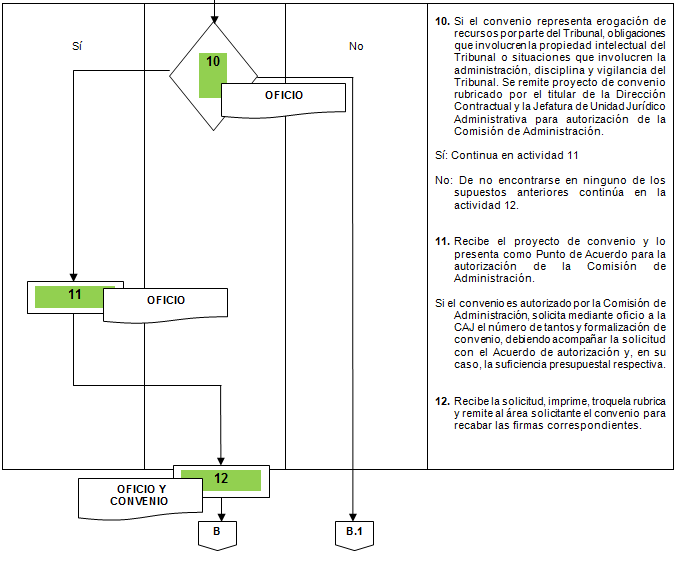 Sí
No
10
OFICIO
11
OFICIO
12
OFICIO Y
CONVENIO
B
B.1
10. Si el convenio representa erogación de
recursos por parte del Tribunal, obligaciones
que involucren la propiedad intelectual del
Tribunal o situaciones que involucren la
administración, disciplina y vigilancia del
Tribunal. Se remite proyecto de convenio
rubricado por el titular de la Dirección
Contractual y la Jefatura de Unidad Jurídico
Administrativa para autorización de la
Comisión de Administración.
Sí: Continua en actividad 11
No: De no encontrarse en ninguno de los
supuestos anteriores continúa en la
actividad 12.
11. Recibe el proyecto de convenio y lo
presenta como Punto de Acuerdo para la
autorización de la Comisión de
Administración.
Si el convenio es autorizado por la Comisión de
Administración, solicita mediante oficio a la
CAJ el número de tantos y formalización de
convenio, debiendo acompañar la solicitud
con el Acuerdo de autorización y, en su
caso, la suficiencia presupuestal respectiva.
12. Recibe la solicitud, imprime, troquela rubrica
y remite al área solicitante el convenio para
recabar las firmas correspondientes.